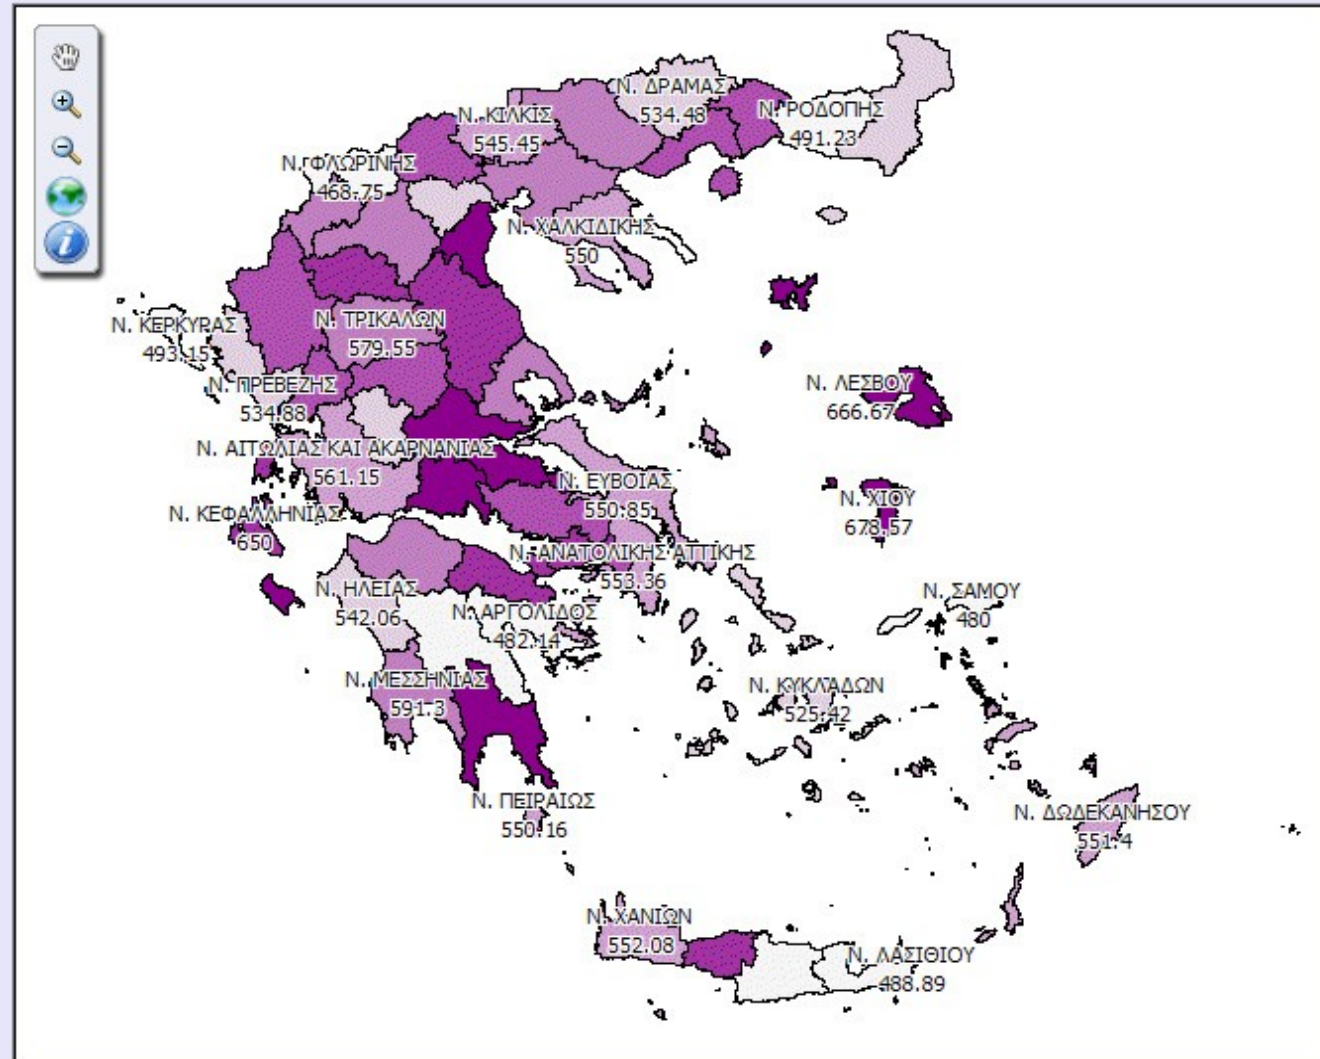 Ν. ΔΡΑΜΑΣ
534.48
Ν. ΡΟΔΟΠΗΣ
491.23
Ν. ΚΙΛΚΙΣ
545.45
Ν. ΦΛΩΡΙΝΗΣ
468.75
Ν. ΧΑΛΚΙΔΙΚΗΣ
550
Ν. ΚΕΡΚΥΡΑΣ
493.15
Ν. ΤΡΙΚΑΛΩΝ
579.55
Ν. ΠΡΕΒΕΖΗΣ
534.88
Ν. ΛΕΣΒΟΥ
666.67
Ν. ΑΙΤΩΛΙΑΣ ΚΑΙ ΑΚΑΡΝΑΝΙΑΣ
561.15
Ν. ΕΥΒΟΙΑΣ
550.85
Ν. ΧΙΟΥ
678.57
Ν. ΚΕΦΑΛΛΗΝΙΑΣ
650
Ν. ΑΝΑΤΟΛΙΚΗΣ ΑΤΤΙΚΗΣ
553.36
Ν. ΗΛΕΙΑΣ
542.06
Ν. ΑΡΓΟΛΙΔΟΣ
482.14
Ν. ΣΑΜΟΥ
480
Ν. ΜΕΣΣΗΝΙΑΣ
591.3
Ν. ΚΥΚΛΑΔΩΝ
525.42
Ν. ΠΕΙΡΑΙΩΣ
550.16
Ν. ΔΩΔΕΚΑΝΗΣΟΥ
551.4
Ν. ΧΑΝΙΩΝ
552.08
Ν. ΛΑΣΙΘΙΟΥ
488.89